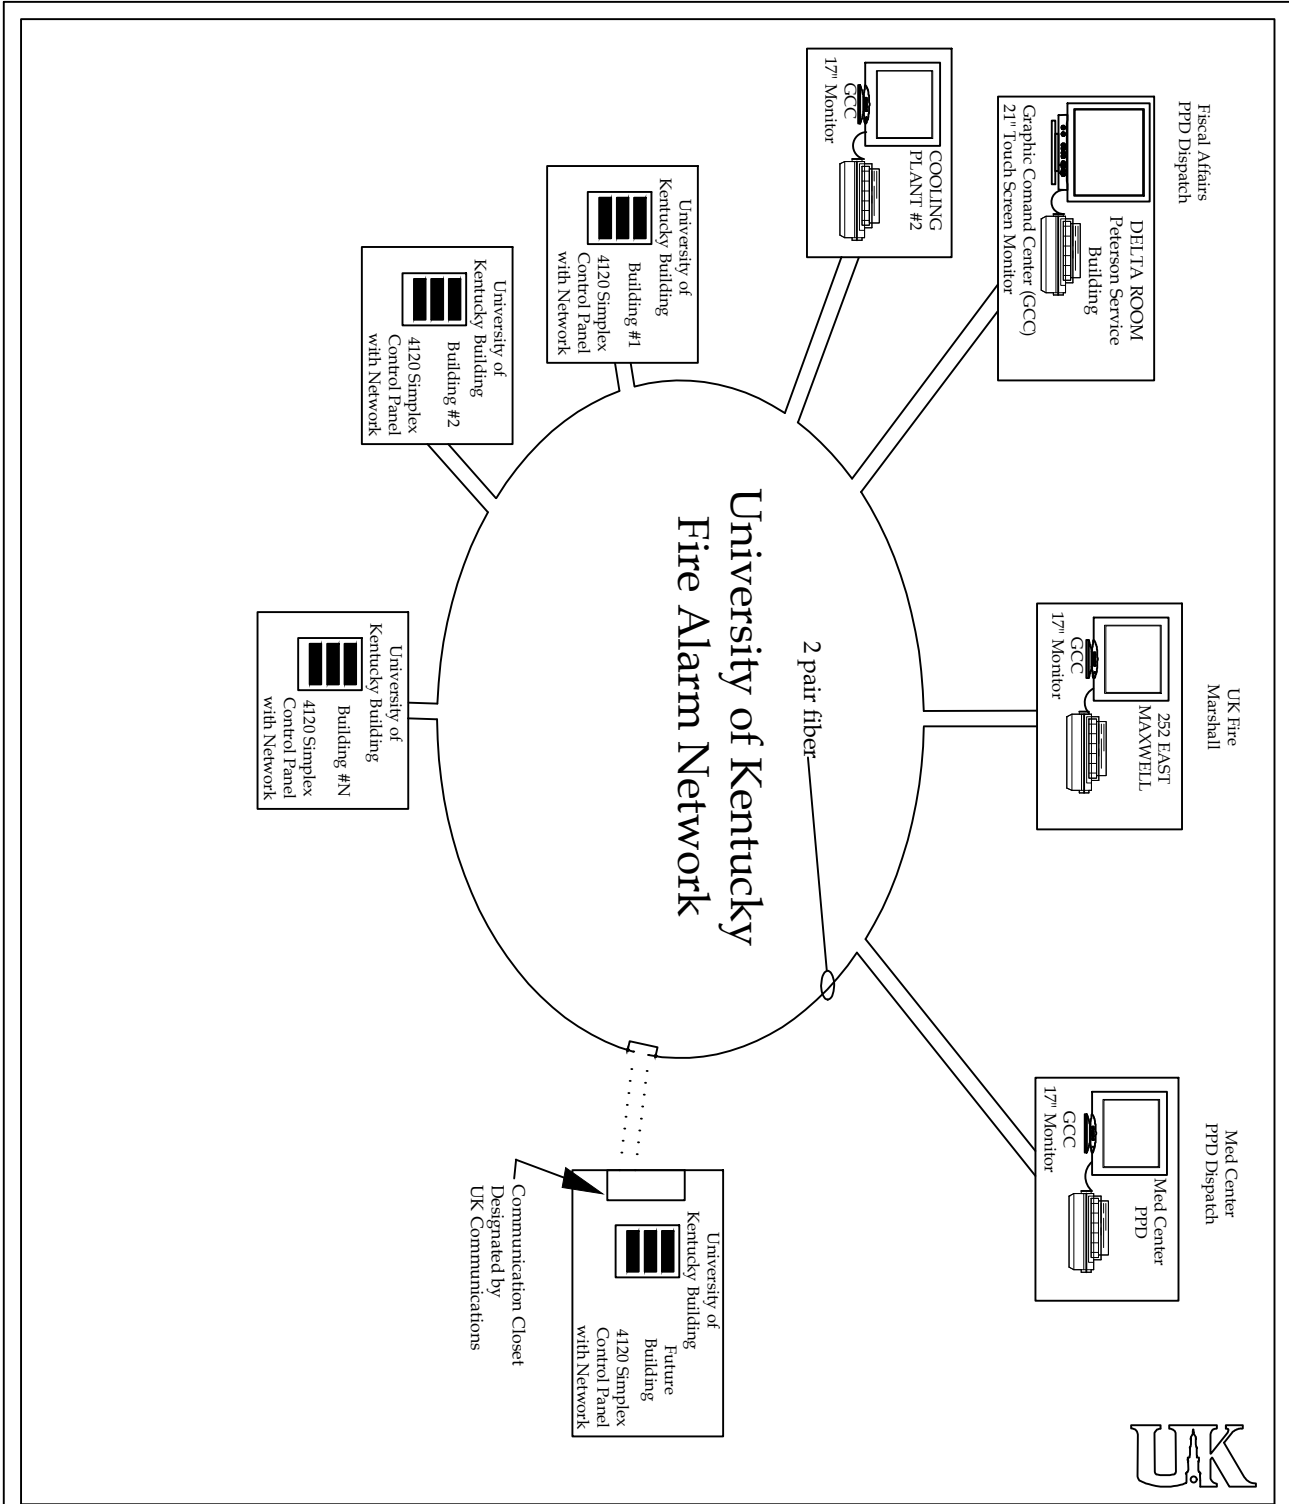 Fiscal Affairs
PPD Dispatch
DELTA ROOM
Peterson Service
Building
Graphic Comand Center (GCC)
21" Touch Screen Monitor
UK Fire
Marshall
252 EAST
MAXWELL
GCC
17" Monitor
Med Center
PPD Dispatch
Med Center
PPD
GCC
17" Monitor
COOLING
PLANT #2
GCC
17" Monitor
2 pair fiber
University of Kentucky
Fire Alarm Network
University of
Kentucky Building
Building #1
4120 Simplex
Control Panel
with Network
University of
Kentucky Building
Building #2
4120 Simplex
Control Panel
with Network
University of
Kentucky Building
Building #N
4120 Simplex
Control Panel
with Network
University of
Kentucky Building
Future
Building
4120 Simplex
Control Panel
with Network
Communication Closet
Designated by
UK Communications
UK